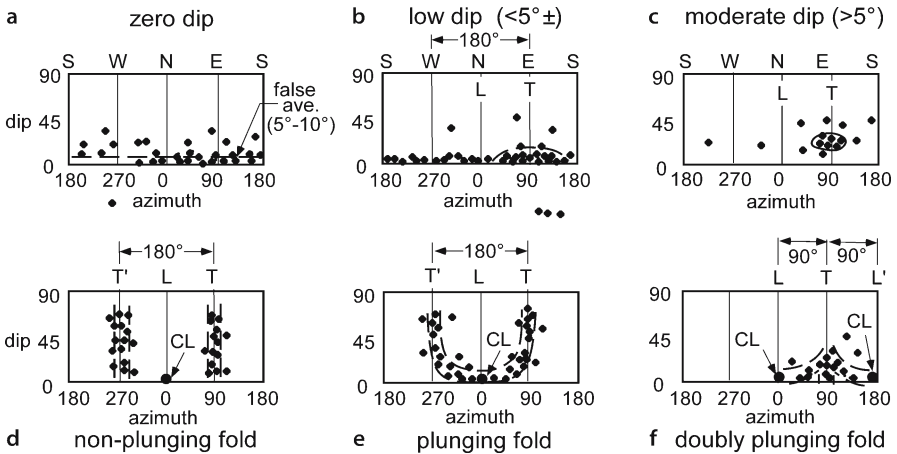 a zero dip
S W N E S
90
false
ave.
(5°-10°)
dip 45
0
180 270 0 90 180
azimuth
b low dip (<5°±)
180°
S W N E S
90
L T
45
0
180 270 0 90 180
azimuth
c moderate dip (>5°)
S W N E S
90
L T
45
0
180 270 0 90 180
azimuth
180°
T' L T
90
dip 45
CL
0
180 270 0 90 180
azimuth
d non-plunging fold
180°
T' L T
90
45
CL
0
180 270 0 90 180
azimuth
e plunging fold
90° 90°
L T L'
90
45
CL CL
0
180 270 0 90 180
azimuth
f doubly plunging fold